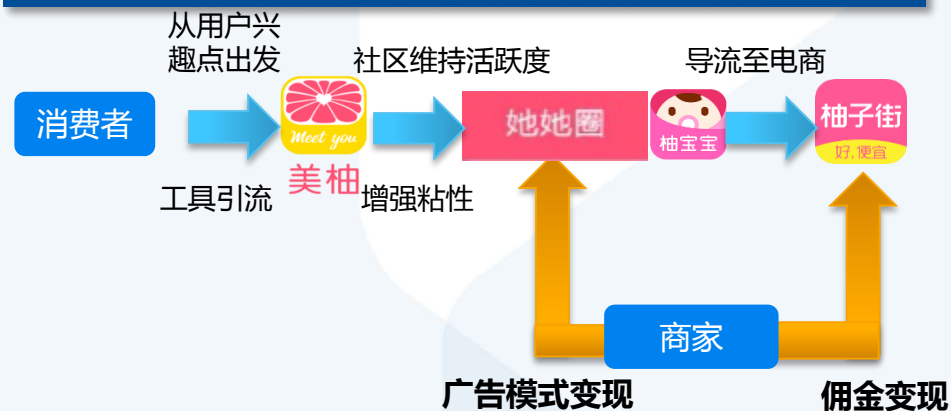 从用户兴
趣点出发
社区维持活跃度
导流至电商
消费者
Meet you
她她圈
柚宝宝
柚子街
好,便宜
工具引流
美柚
增强粘性
商家
广告模式变现
佣金变现